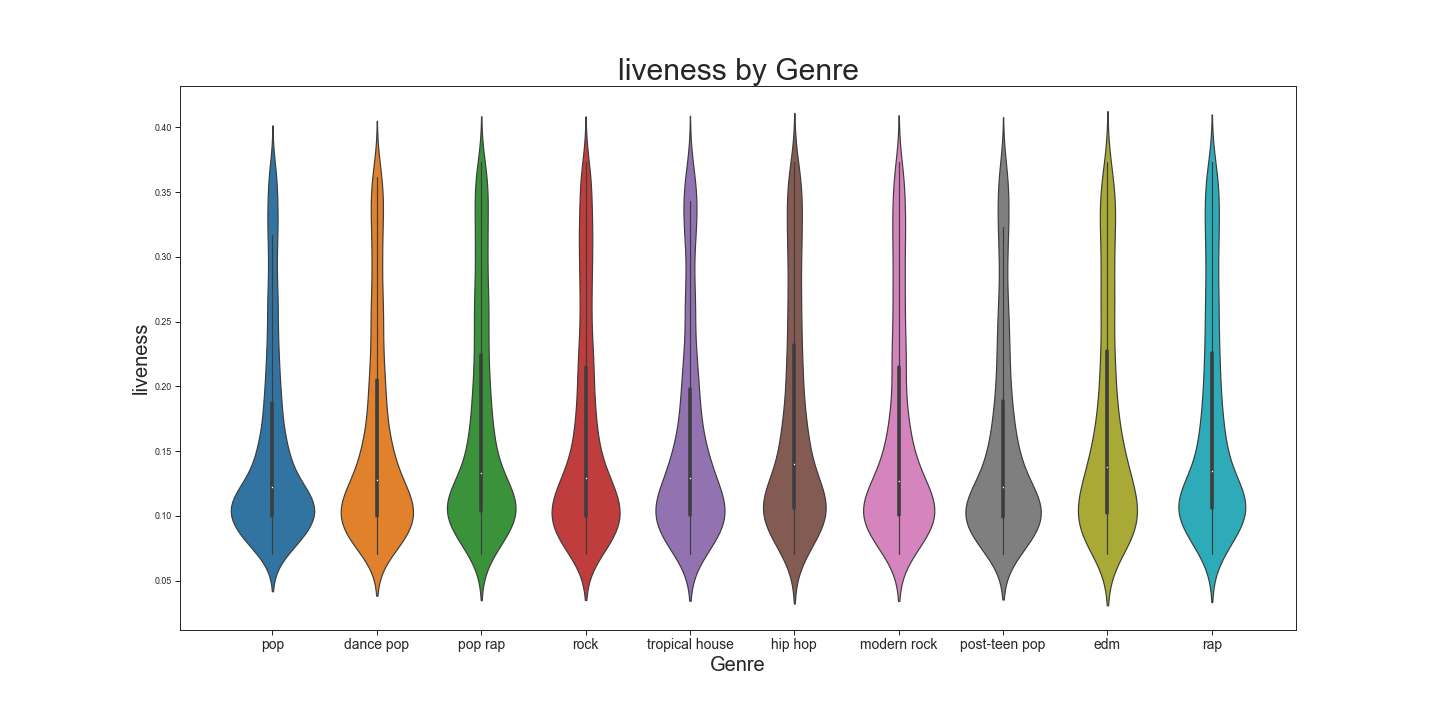 liveness by Genre
0.40
0.35
0.30
0.25
0.20
0.15
0.10
0.05
liveness
pop dance pop pop rap rock tropical house hip hop modern rock post-teen pop edm rap
Genre